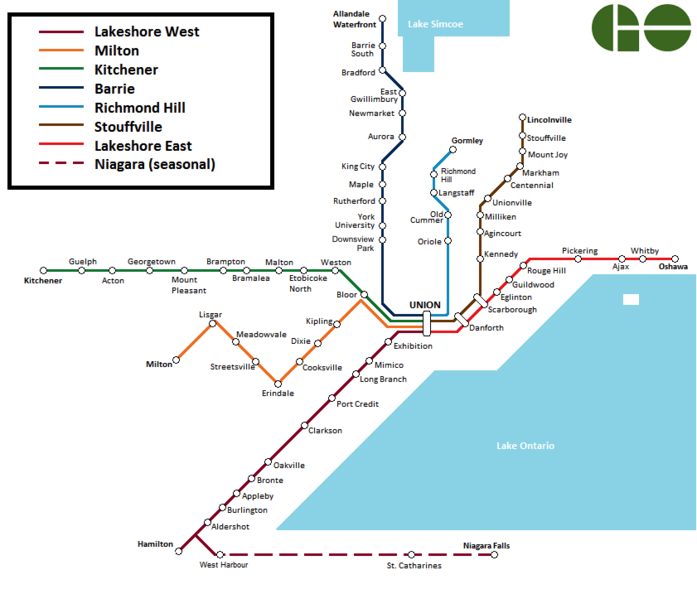 Lakeshore West
Milton
Kitchener
Barrie
Richmond Hill
Stouffville
Lakeshore East
Niagara (seasonal)
GO
Lake Simcoe
Allandale
Waterfront
Barrie
South
Bradford
East
Gwillimbury
Newmarket
Aurora
King City
Maple
Rutherford
York
University
Downsview
Park
Gormley
Richmond
Hill
Langstaff
Old
Cummer
Oriole
Lincolnville
Stouffville
Mount Joy
Markham
Centennial
Unionville
Milliken
Agincourt
Kennedy
Kitchener
Guelph
Acton
Georgetown
Mount
Pleasant
Brampton
Bramalea
Malton
Etobicoke
North
Weston
Bloor
UNION
Pickering
Ajax
Whitby
Oshawa
Rouge Hill
Guildwood
Eglinton
Scarborough
Danforth
Milton
Lisgar
Meadowvale
Streetsville
Erindale
Cooksville
Dixie
Kipling
Exhibition
Mimico
Long Branch
Port Credit
Clarkson
Oakville
Bronte
Appleby
Burlington
Aldershot
Hamilton
West Harbour
St. Catharines
Niagara Falls
Lake Ontario